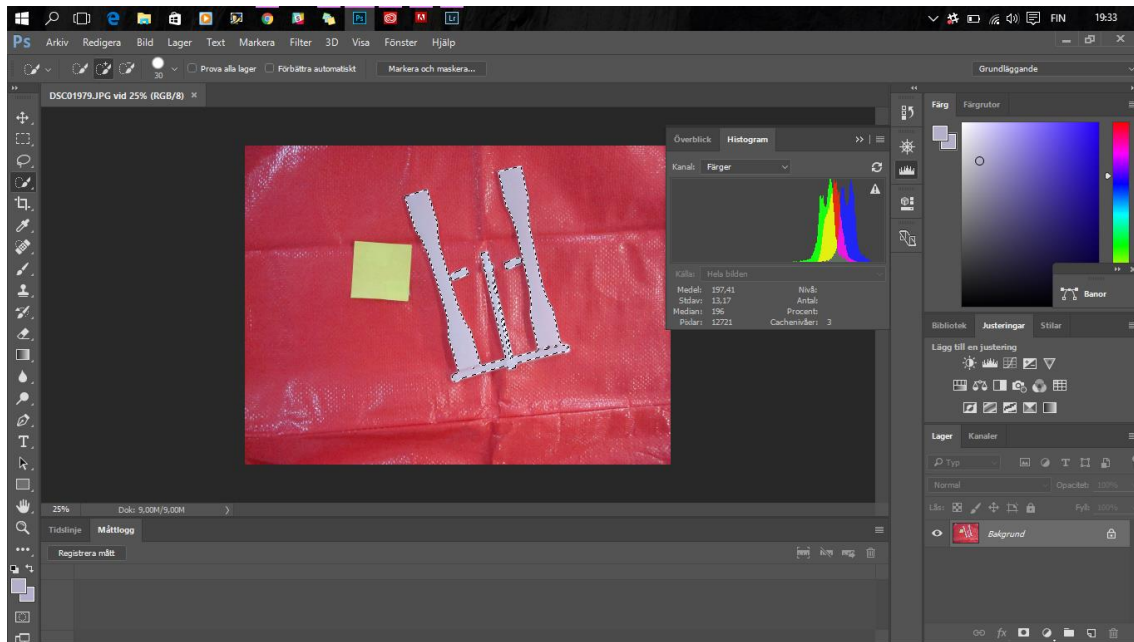 FIN 19:33
Ps Arkiv Redigera Bild Lager Text Markera Filter 3D Visa Fönster Hjälp
30 Prova alla lager Förbättra automatiskt Markera och maskera... Grundläggande
DSC01979.JPG vid 25% (RGB/8) ×
Färg Färgrutor
Överblick Histogram
Kanal: Färger
Källa: Hela bilden
Medel: 197,41 Nivå:
Stdav: 13,17 Antal:
Median: 196 Procent:
Pixlar: 12721 Cachenivåer: 3
Banor
Bibliotek Justeringar Stilar
Lägg till en justering
Lager Kanaler
Typ
Normal Opacitet: 100%
Lås: Fyll: 100%
Bakgrund
25% Dok: 9,00M/9,00M
Tidslinje Måttlogg
Registrera mått
fx